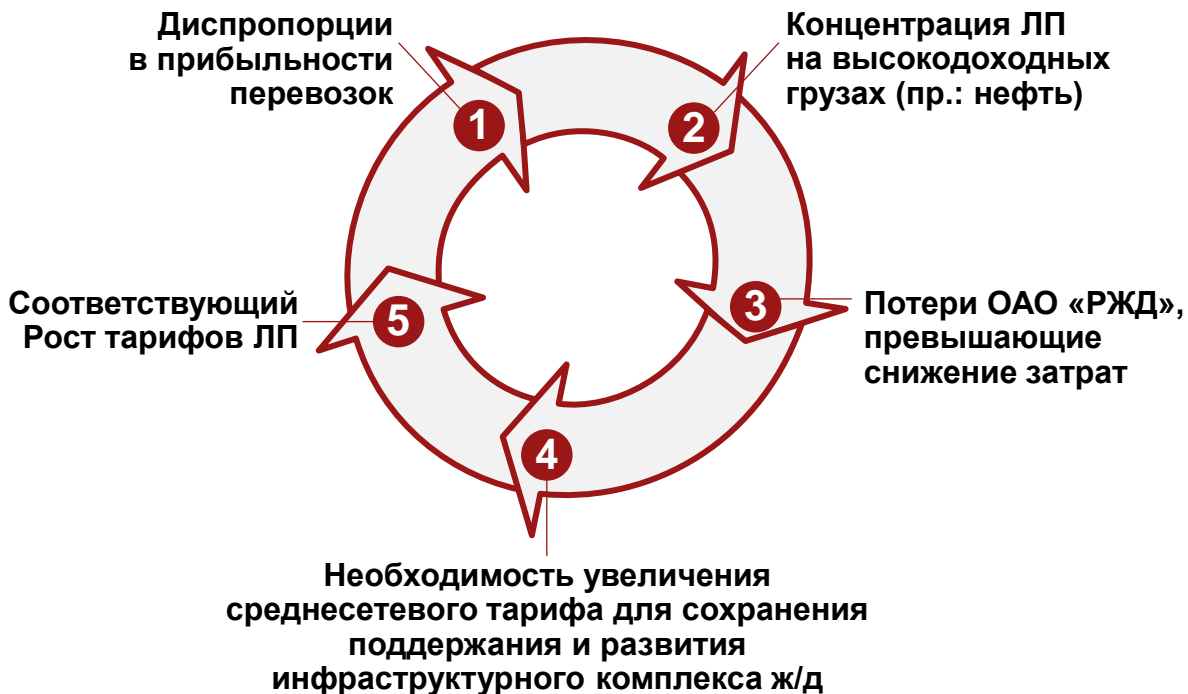 Диспропорции
в прибыльности
перевозок
1
Концентрация ЛП
на высокодоходных
грузах (пр.: нефть)
2
3
Потери ОАО «РЖД»,
превышающие
снижение затрат
4
Необходимость увеличения
среднесетевого тарифа для сохранения
поддержания и развития
инфраструктурного комплекса ж/д
5
Соответствующий
Рост тарифов ЛП